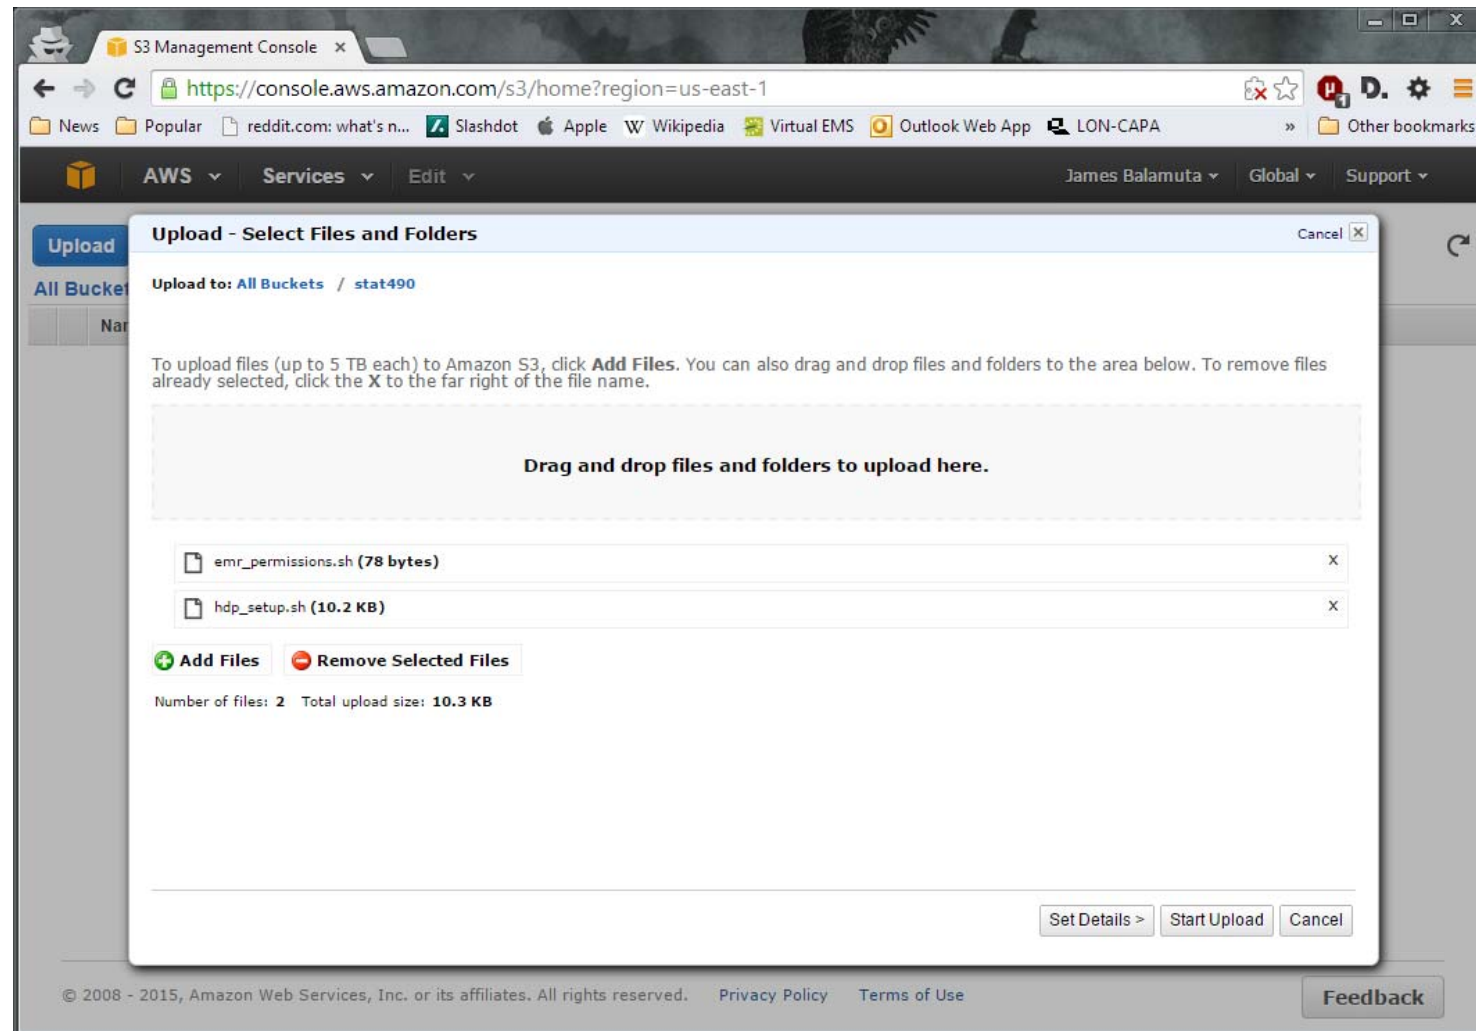 S3 Management Console
https://console.aws.amazon.com/s3/home?region=us-east-1
News Popular reddit.com: what's n... Slashdot Apple Wikipedia Virtual EMS Outlook Web App LON-CAPA » Other bookmarks
AWS Services Edit James Balamuta Global Support
Upload
Upload - Select Files and Folders Cancel
All Bucket
Upload to: All Buckets / stat490
Nar
To upload files (up to 5 TB each) to Amazon S3, click Add Files. You can also drag and drop files and folders to the area below. To remove files
already selected, click the X to the far right of the file name.
Drag and drop files and folders to upload here.
emr_permissions.sh (78 bytes) X
hdp_setup.sh (10.2 KB) X
Add Files Remove Selected Files
Number of files: 2 Total upload size: 10.3 KB
Set Details > Start Upload Cancel
© 2008 - 2015, Amazon Web Services, Inc. or its affiliates. All rights reserved. Privacy Policy Terms of Use Feedback